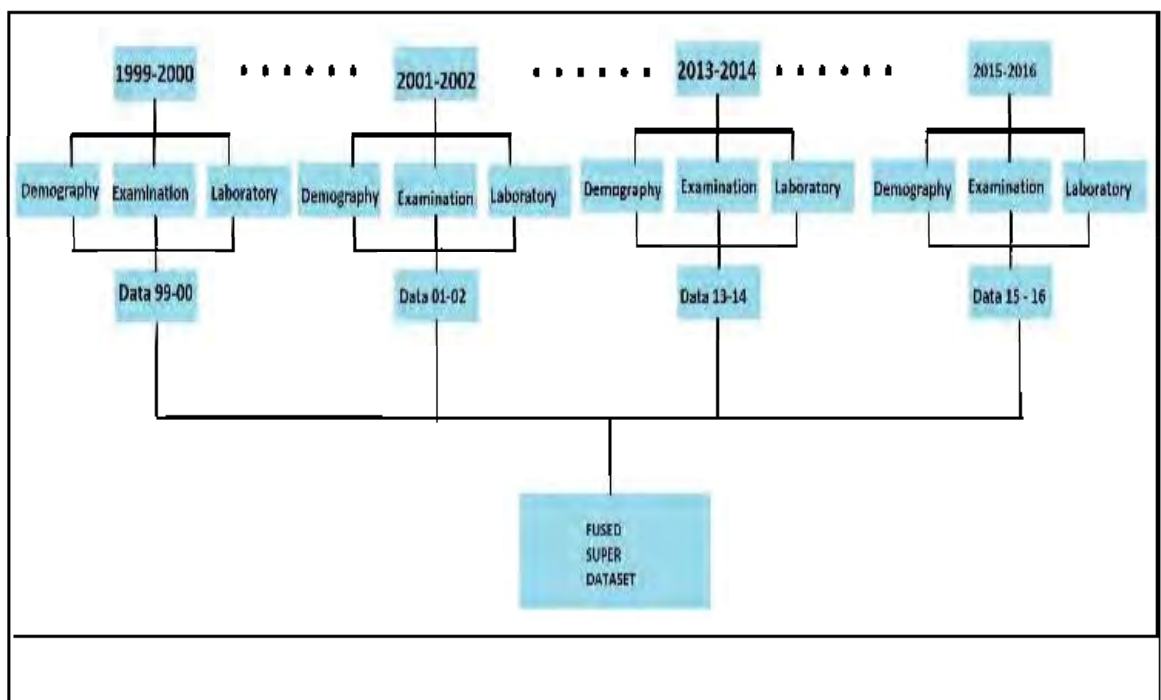 1999-2000
2001-2002
2013-2014
2015-2016
Demography Examination Laboratory
Demography Examination Laboratory
Demography Examination Laboratory
Demography Examination Laboratory
Data 99-00
Data 01-02
Data 13-14
Data 15 - 16
FUSED
SUPER
DATASET